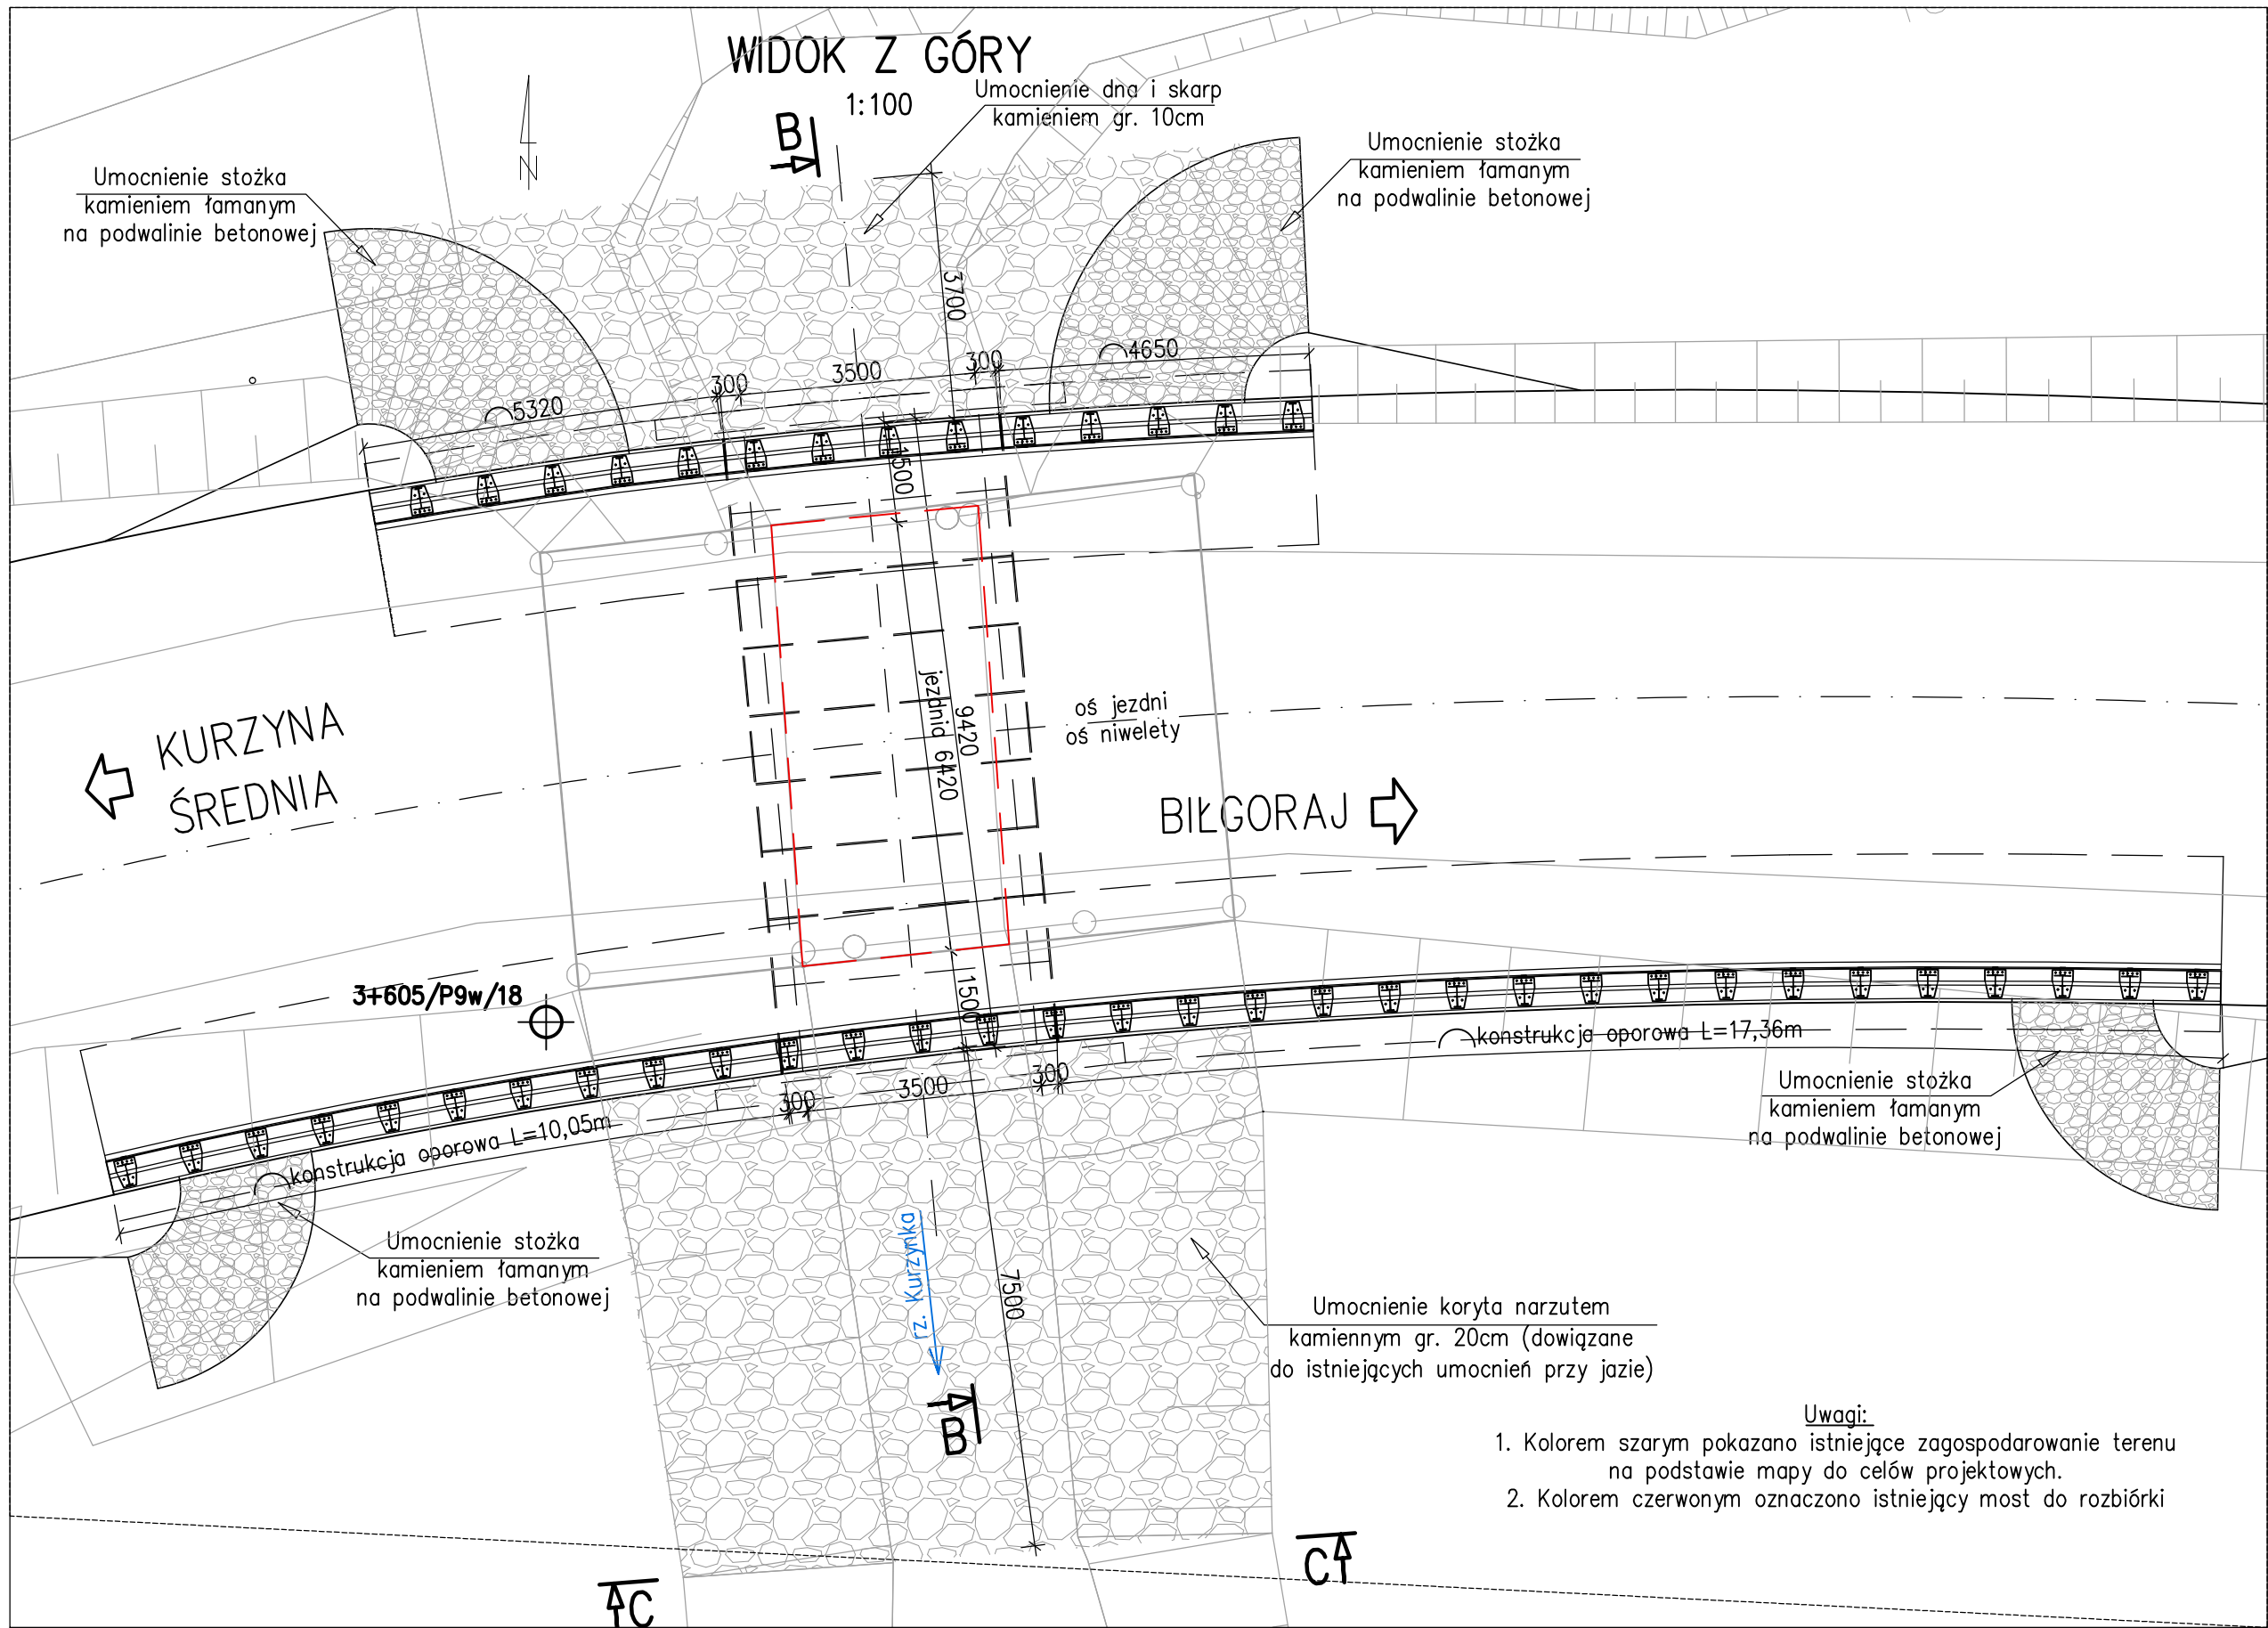 WIDOK Z GÓRY
1:100
Umocnienie dna i skarp
kamieniem gr. 10cm
B
Umocnienie stożka
kamieniem łamanym
na podwalinie betonowej
Umocnienie stożka
kamieniem łamanym
na podwalinie betonowej
N
3700
300
3500
300
4650
5320
1500
jezdnia 6420
9420
oś jezdni
oś niwelety
KURZYNA
ŚREDNIA
BIŁGORAJ
3+605/P9w/18
1500
konstrukcja oporowa L=17,36m
300
3500
300
konstrukcja oporowa L=10,05m
Umocnienie stożka
kamieniem łamanym
na podwalinie betonowej
Umocnienie stożka
kamieniem łamanym
na podwalinie betonowej
rz. Kurzynka
7500
Umocnienie koryta narzutem
kamiennym gr. 20cm (dowiązane
do istniejących umocnień przy jazie)
B
Uwagi:
1. Kolorem szarym pokazano istniejące zagospodarowanie terenu
na podstawie mapy do celów projektowych.
2. Kolorem czerwonym oznaczono istniejący most do rozbiórki
C
C